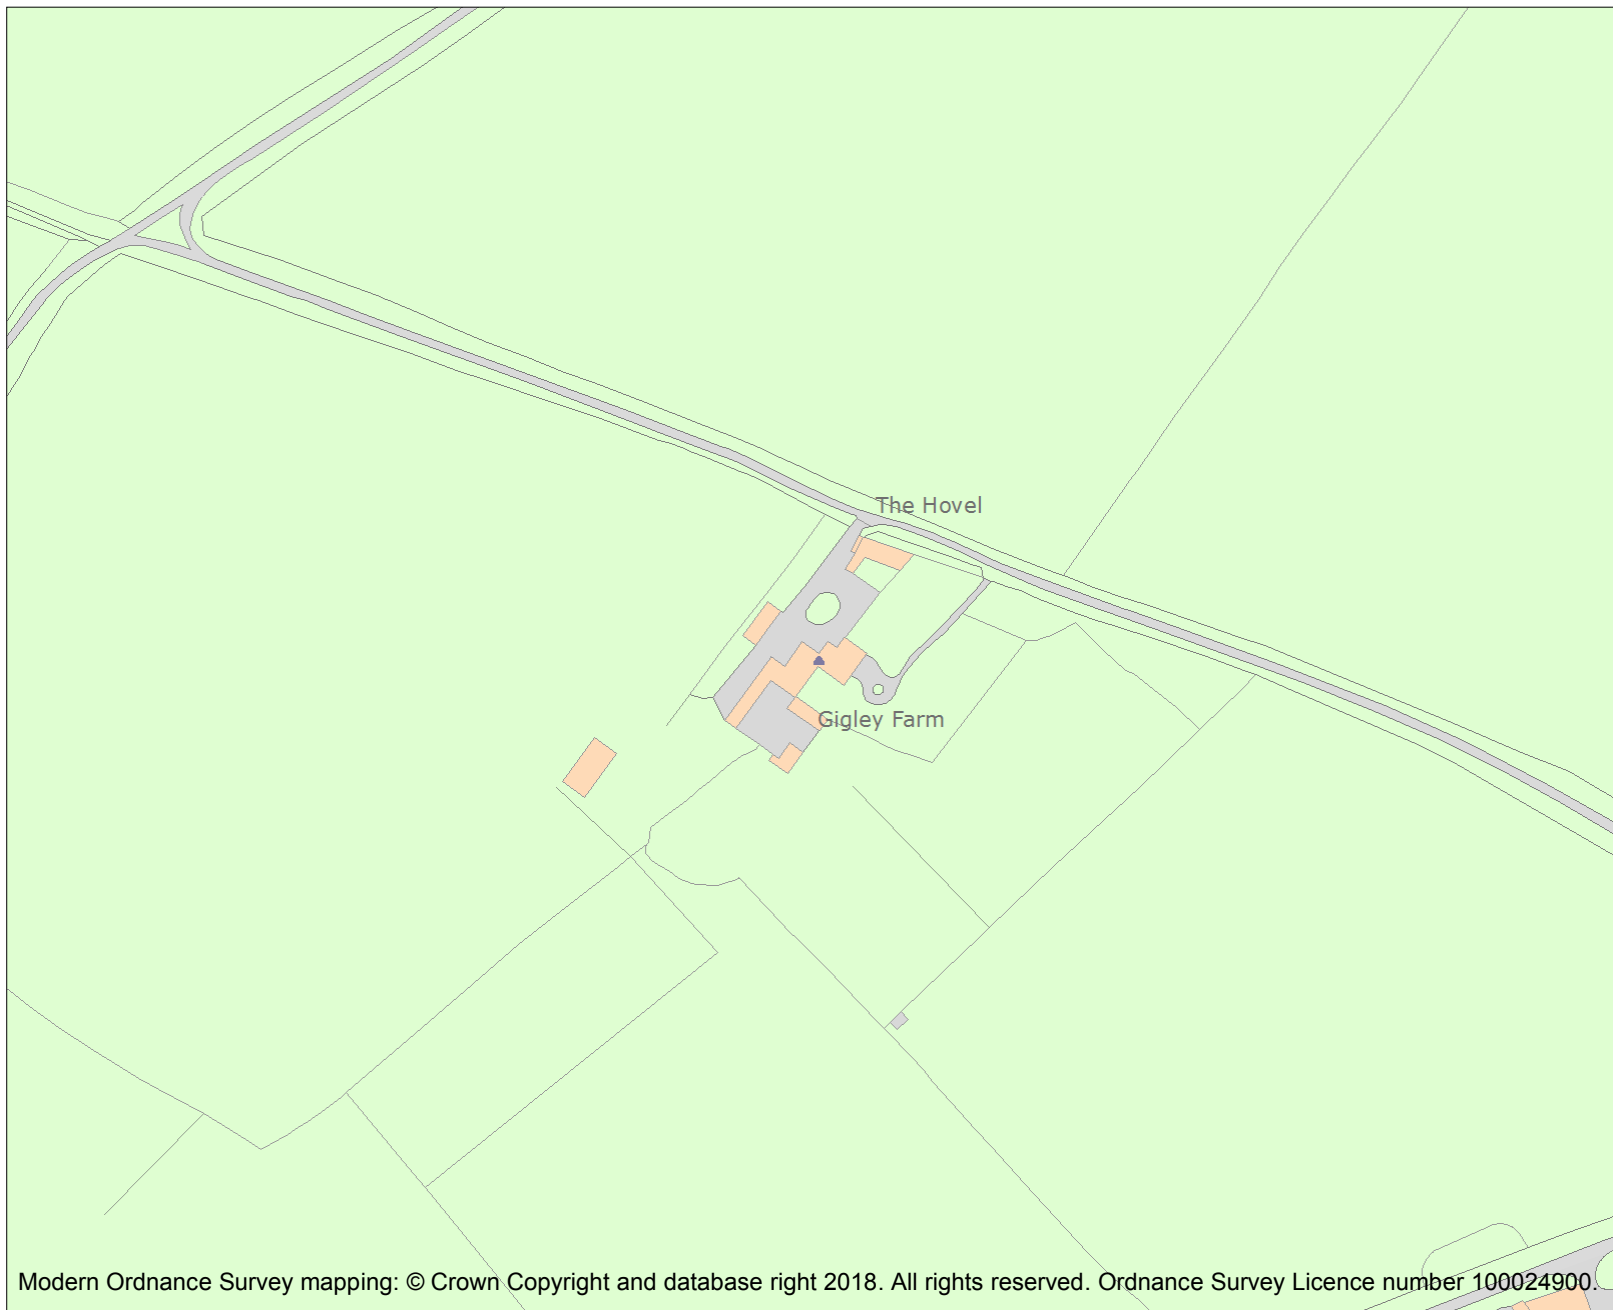 The Hovel
Gigley Farm
Modern Ordnance Survey mapping: © Crown Copyright and database right 2018. All rights reserved. Ordnance Survey Licence number 100024900.